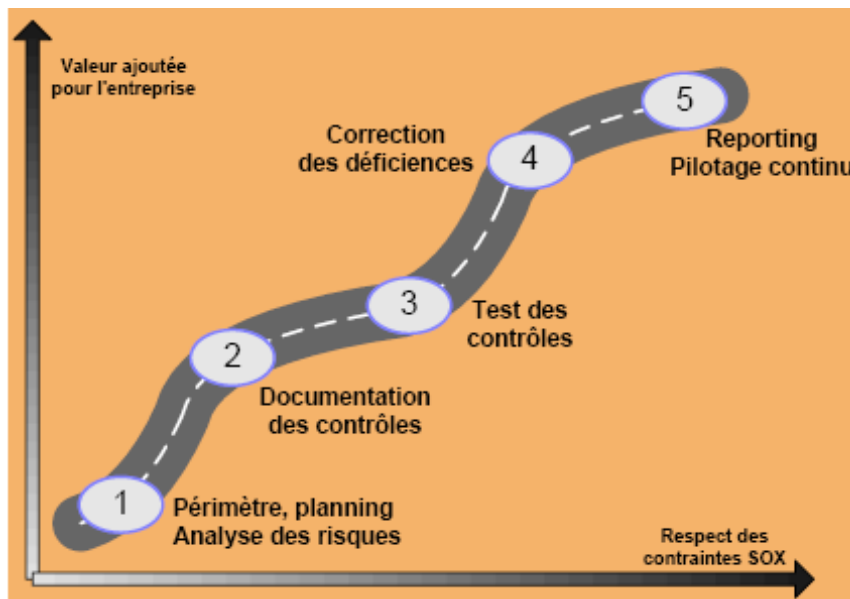 Valeur ajoutée
pour l'entreprise
5
Reporting
Pilotage continu
Correction
des déficiences
4
3
Test des
contrôles
2
Documentation
des contrôles
1
Périmètre, planning
Analyse des risques
Respect des
contraintes SOX